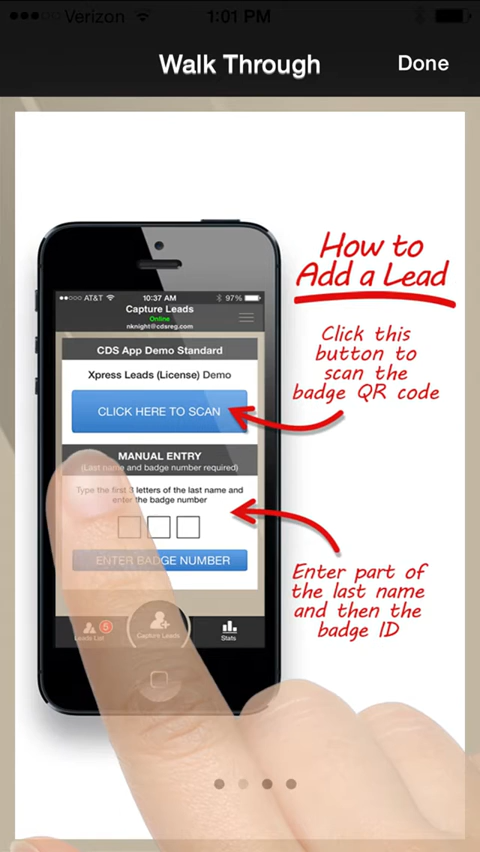 Verizon 1:01 PM
Walk Through Done
How to
Add a Lead
Click this
button to
scan the
badge QR code
AT&T 10:37 AM 97%
Capture Leads
Online
nknight@cdsreg.com
CDS App Demo Standard
Xpress Leads (License) Demo
CLICK HERE TO SCAN
MANUAL ENTRY
(Last name and badge number required)
Type the first 3 letters of the last name and
enter the badge number
ENTER BADGE NUMBER
Enter part of
the last name
and then the
badge ID
Leads List 5 Capture Leads Stats